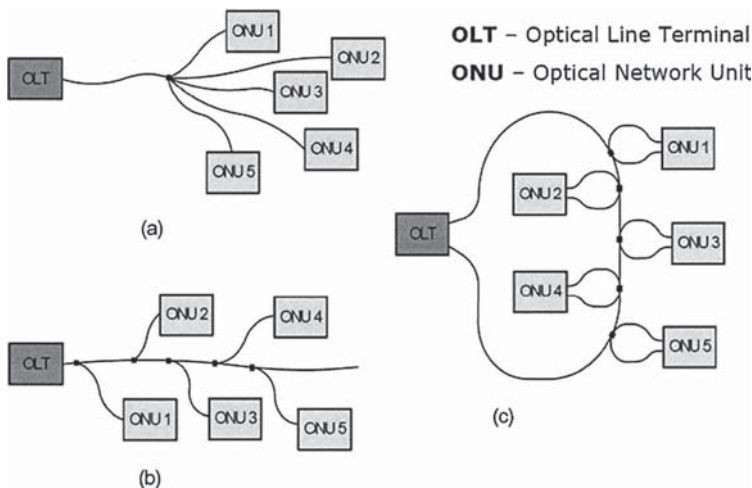 OLT
ONU 1
ONU 2
ONU 3
ONU 4
ONU 5
(a)
OLT – Optical Line Terminal
ONU – Optical Network Unit
OLT
ONU 2
ONU 4
ONU 1
ONU 3
ONU 5
(b)
OLT
ONU 1
ONU 2
ONU 3
ONU 4
ONU 5
(c)